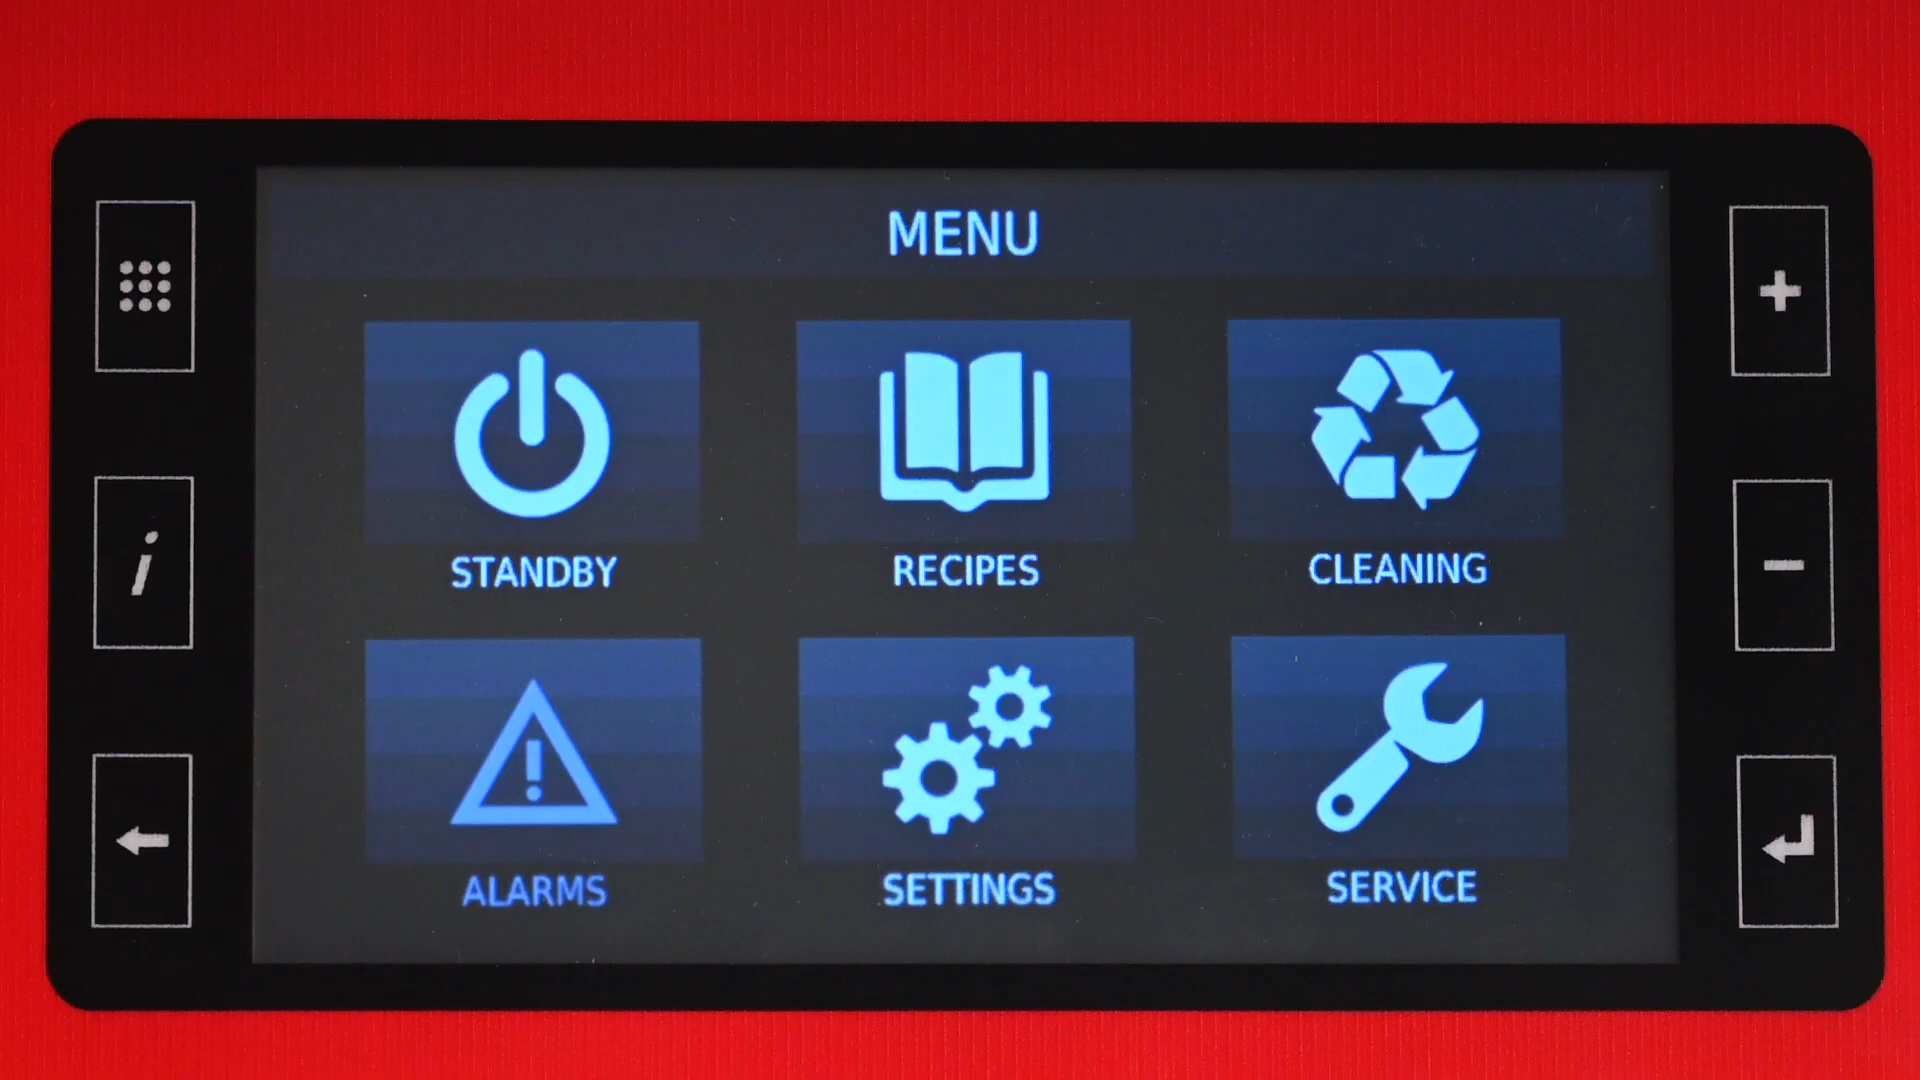 MENU
STANDBY
RECIPES
CLEANING
i
ALARMS
SETTINGS
SERVICE